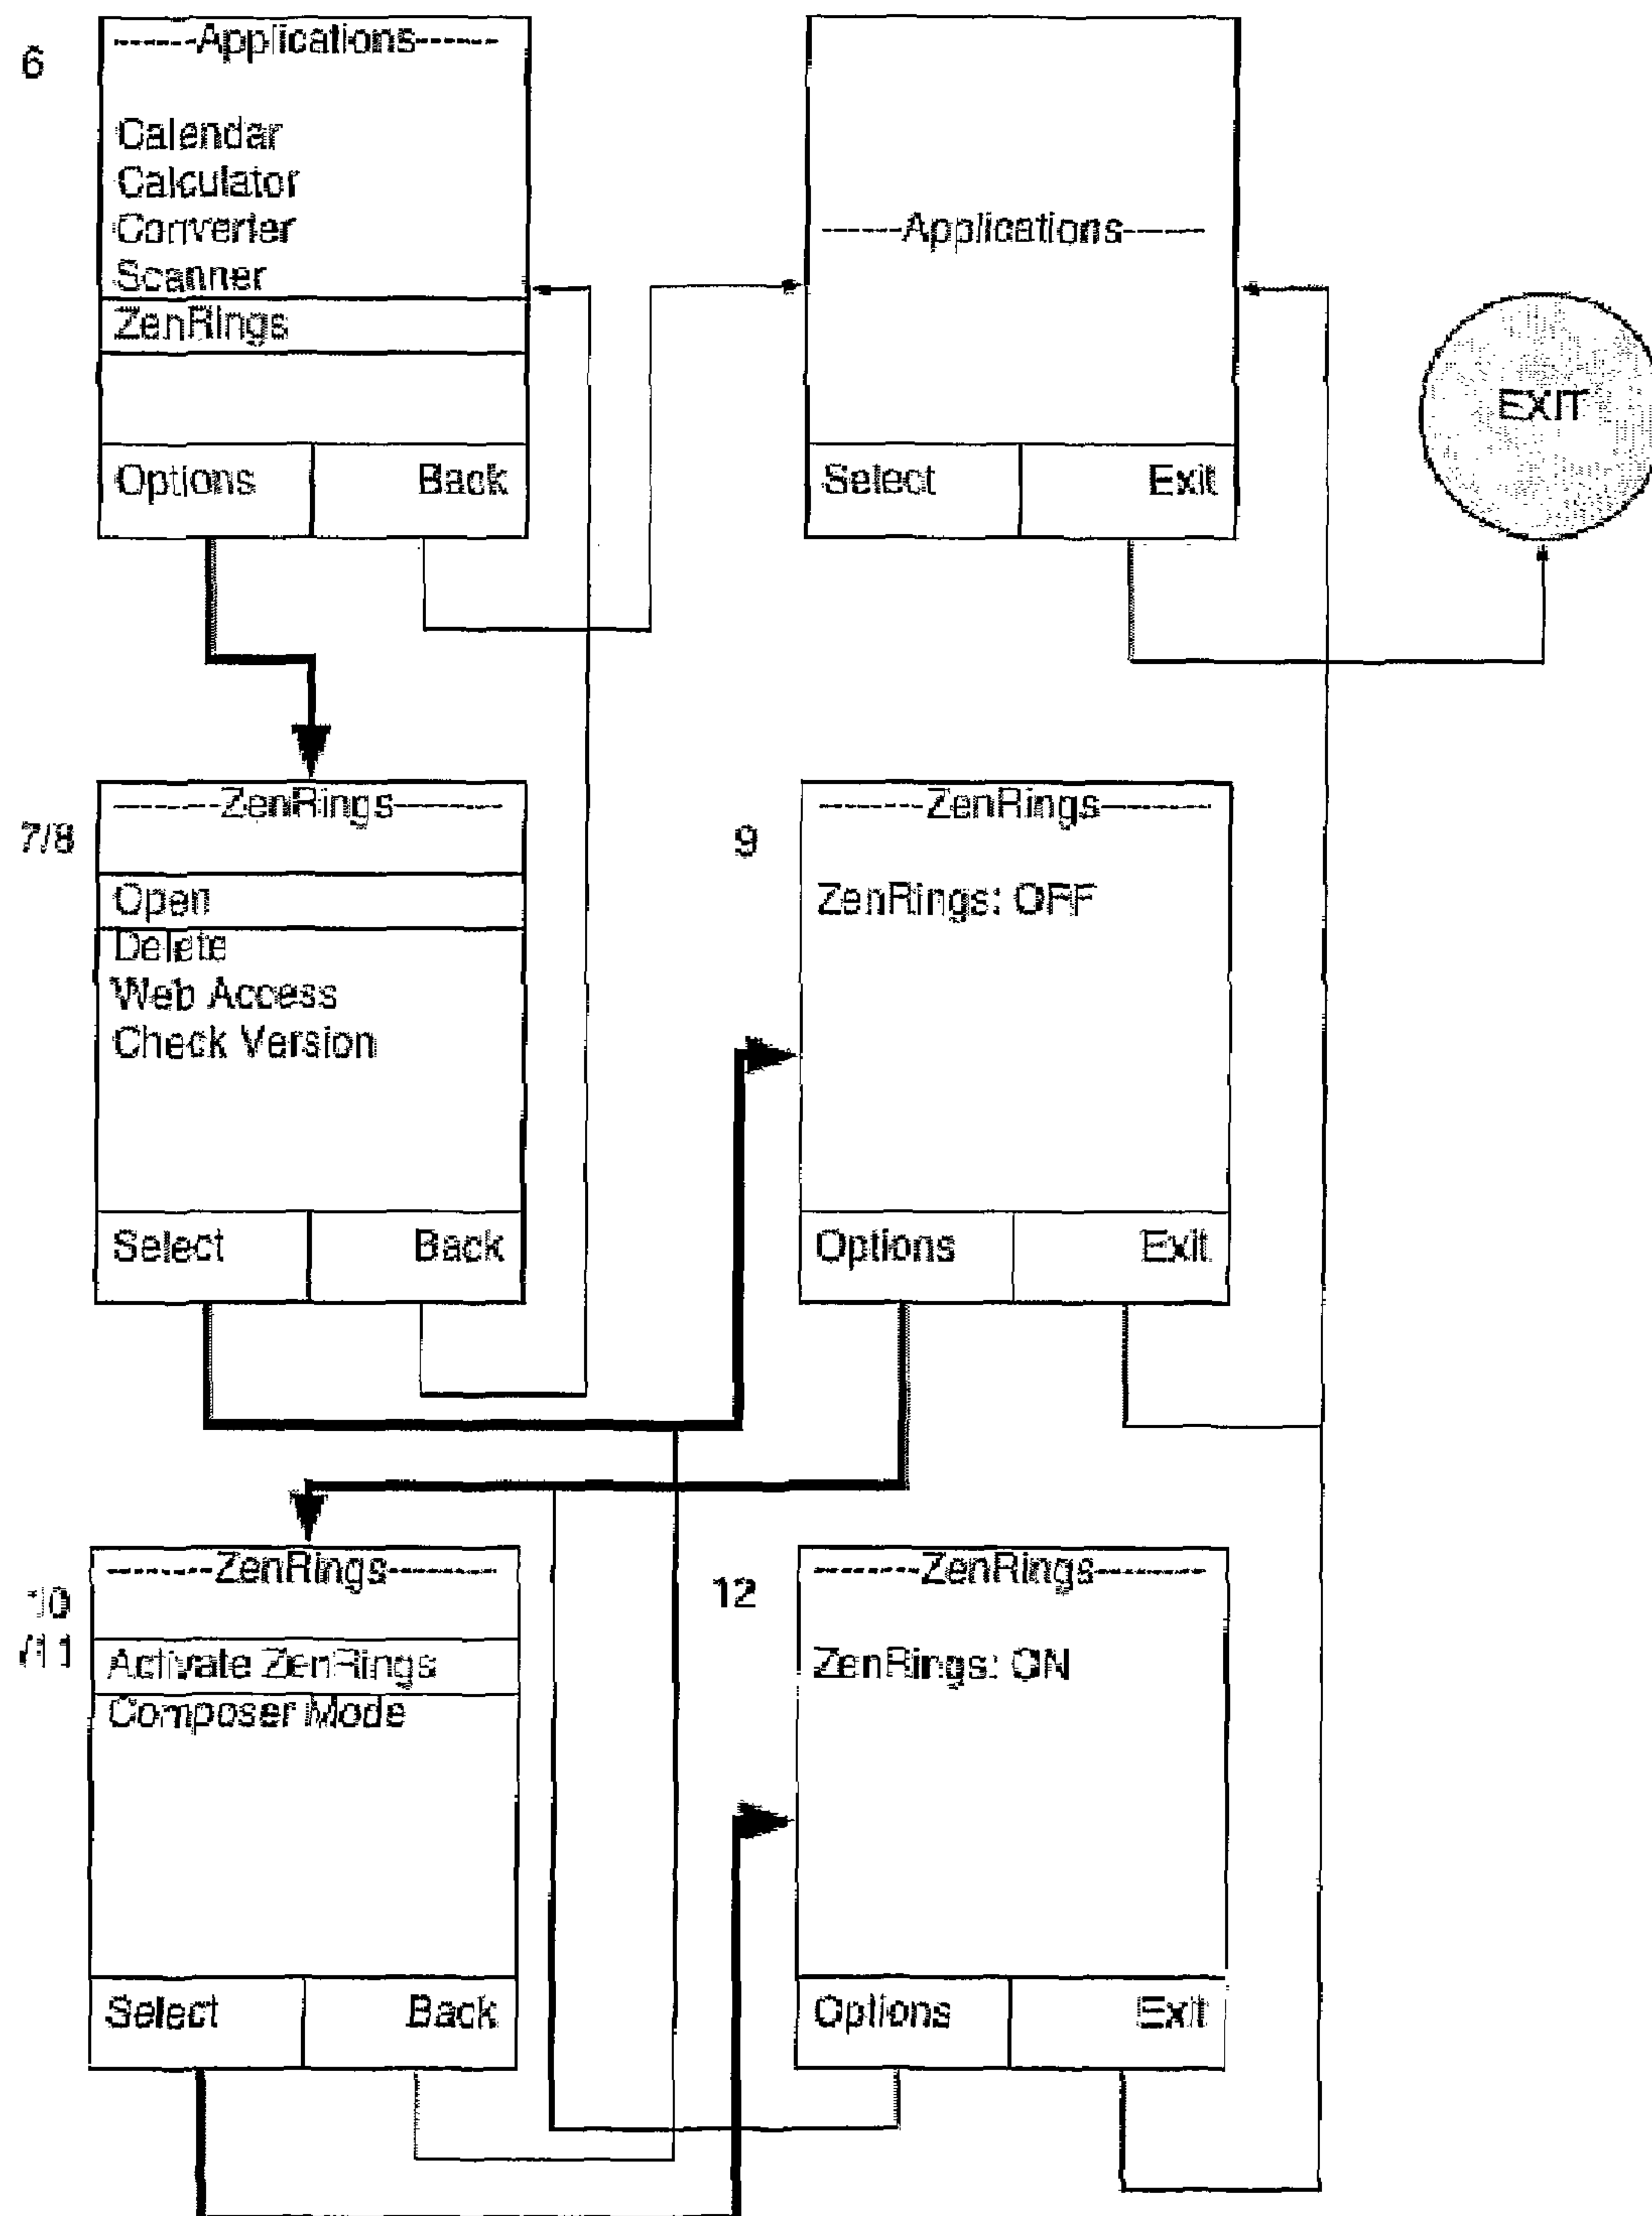 6
-----Applications-----
Calendar
Calculator
Converter
Scanner
ZenRings
Options
Back
-----Applications-----
Select
Exit
EXIT
7/8
------ZenRings------
Open
Delete
Web Access
Check Version
Select
Back
9
------ZenRings------
ZenRings: OFF
Options
Exit
10
/11
------ZenRings------
Activate ZenRings
Composer Mode
Select
Back
12
------ZenRings------
ZenRings: ON
Options
Exit